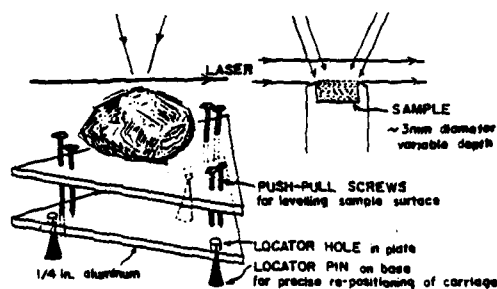 LASER
SAMPLE
~ 3mm diameter
variable depth
PUSH-PULL SCREWS
for levelling sample surface
LOCATOR HOLE in plate
1/4 in. aluminum
LOCATOR PIN on base
for precise re-positioning of carriage